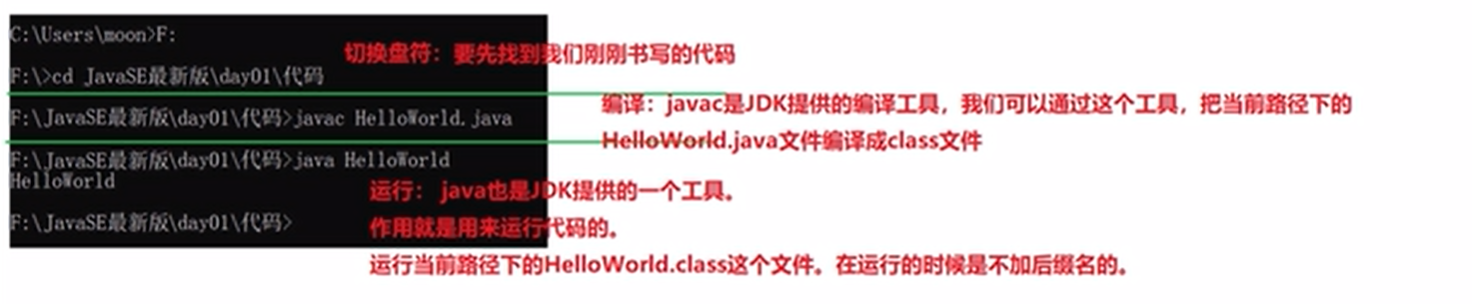 C:\Users\moon>F:
切换盘符：要先找到我们刚刚书写的代码
F:\>cd JavaSE最新版\day01\代码
F:\JavaSE最新版\day01\代码>javac HelloWorld.java
编译：javac是JDK提供的编译工具，我们可以通过这个工具，把当前路径下的
HelloWorld.java文件编译成class文件
F:\JavaSE最新版\day01\代码>java HelloWorld
HelloWorld
运行： java也是JDK提供的一个工具。
作用就是用来运行代码的。
F:\JavaSE最新版\day01\代码>
运行当前路径下的HelloWorld.class这个文件。在运行的时候是不加后缀名的。